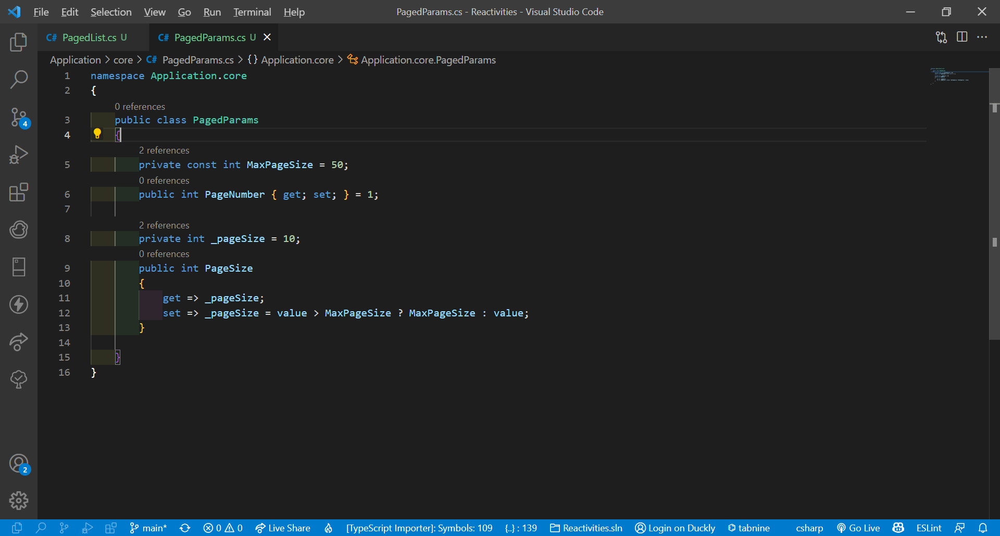 File Edit Selection View Go Run Terminal Help PagedParams.cs - Reactivities - Visual Studio Code
C# PagedList.cs U C# PagedParams.cs U
Application > core > C# PagedParams.cs > {} Application.core > Application.core.PagedParams
1 namespace Application.core
2 {
0 references
3 public class PagedParams
4 {
2 references
5 private const int MaxPageSize = 50;
0 references
6 public int PageNumber { get; set; } = 1;
7
2 references
8 private int _pageSize = 10;
0 references
9 public int PageSize
10 {
11 get => _pageSize;
12 set => _pageSize = value > MaxPageSize ? MaxPageSize : value;
13 }
14
15 }
16 }
4
2
main* 0 0 Live Share [TypeScript Importer]: Symbols: 109 {..} : 139 Reactivities.sln Login on Duckly tabnine csharp Go Live ESLint